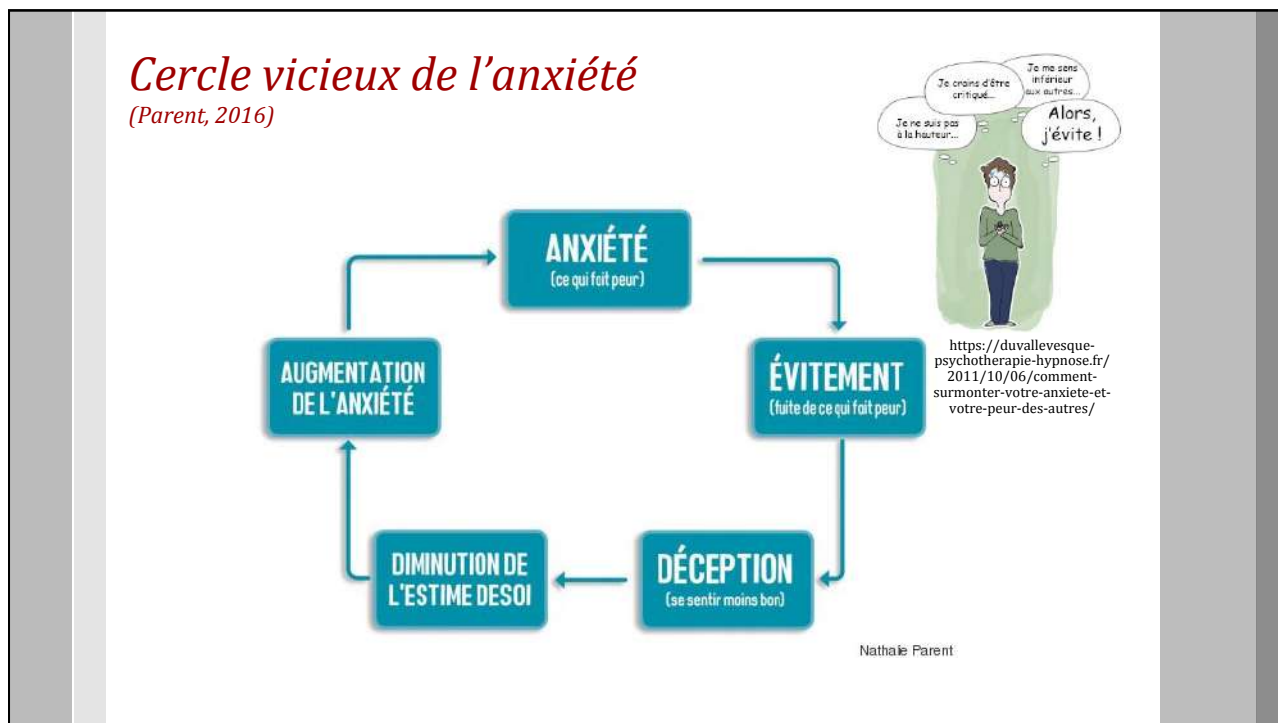 Cercle vicieux de l’anxiété
(Parent, 2016)
Je ne suis pas
à la hauteur...
Je crains d'être
critiqué...
Je me sens
inférieur
aux autres...
Alors,
j'évite !
https://duvallevesque-
psychotherapie-hypnose.fr/
2011/10/06/comment-
surmonter-votre-anxiete-et-
votre-peur-des-autres/
ANXIÉTÉ
(ce qui fait peur)
ÉVITEMENT
(fuite de ce qui fait peur)
DÉCEPTION
(se sentir moins bon)
DIMINUTION DE
L'ESTIME DESOI
AUGMENTATION
DE L'ANXIÉTÉ
Nathalie Parent